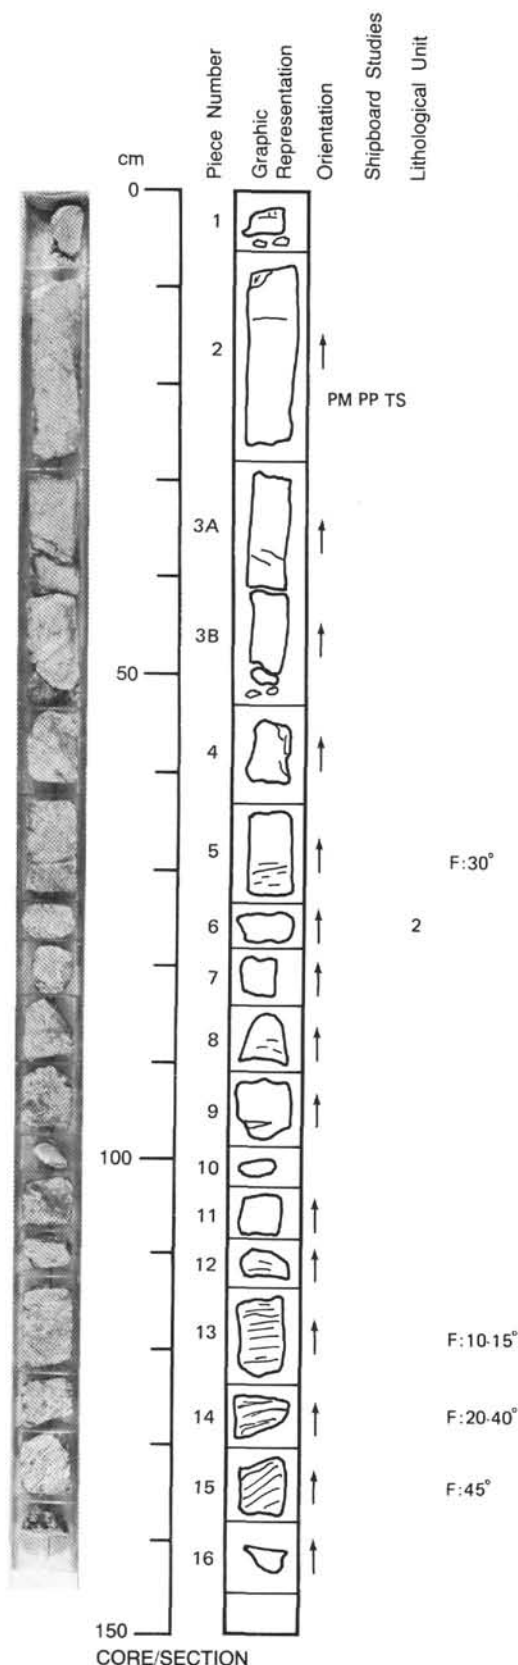 cm
Piece Number
Graphic
Representation
Orientation
Shipboard Studies
Lithological Unit
0
1
2
PM PP TS
3A
3B
50
4
5
F:30°
6
2
7
8
9
100
10
11
12
13
F:10-15°
14
F:20-40°
15
F:45°
16
150
CORE/SECTION